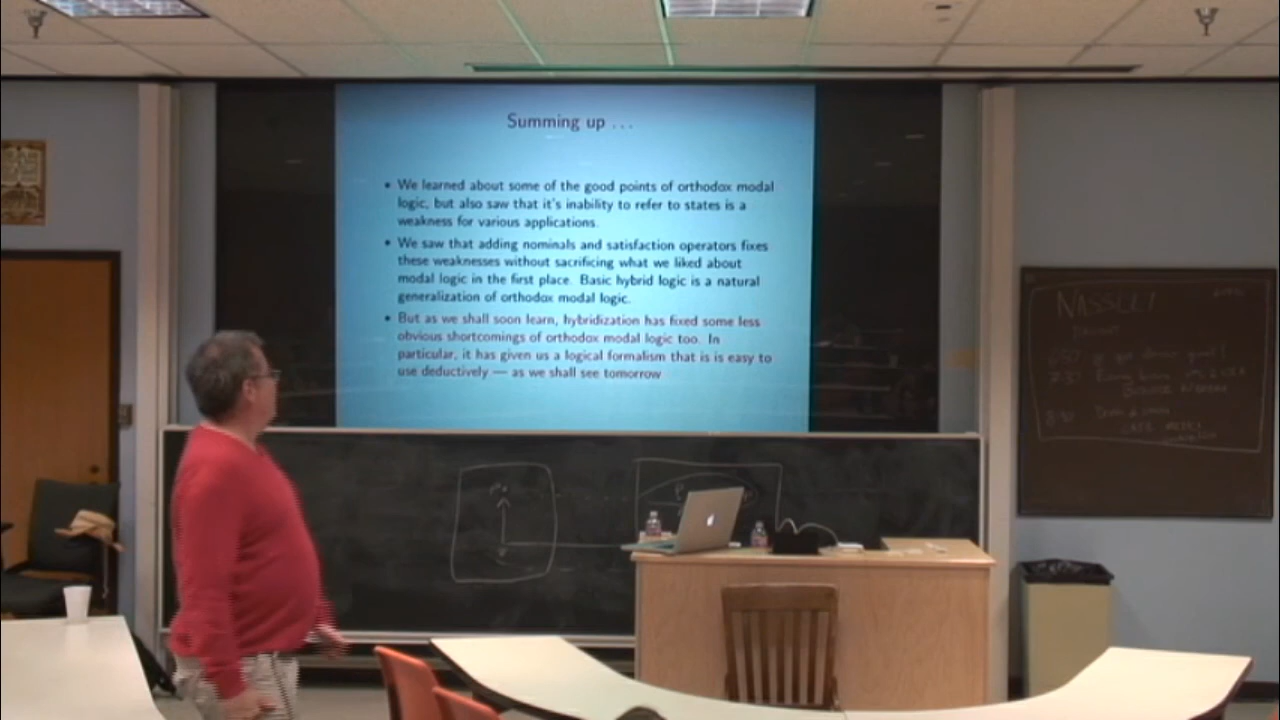 Summing up ...
• We learned about some of the good points of orthodox modal
logic, but also saw that it's inability to refer to states is a
weakness for various applications.
• We saw that adding nominals and satisfaction operators fixes
these weaknesses without sacrificing what we liked about
modal logic in the first place. Basic hybrid logic is a natural
generalization of orthodox modal logic.
• But as we shall soon learn, hybridization has fixed some less
obvious shortcomings of orthodox modal logic too. In
particular, it has given us a logical formalism that is is easy to
use deductively — as we shall see tomorrow
NASSLLI